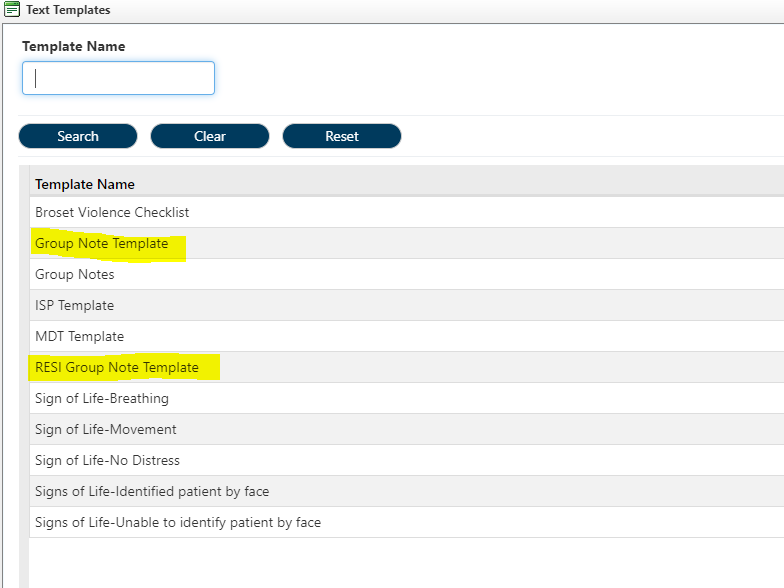 Text Templates
Template Name
Search Clear Reset
Template Name
Broset Violence Checklist
Group Note Template
Group Notes
ISP Template
MDT Template
RESI Group Note Template
Sign of Life-Breathing
Sign of Life-Movement
Sign of Life-No Distress
Signs of Life-Identified patient by face
Signs of Life-Unable to identify patient by face